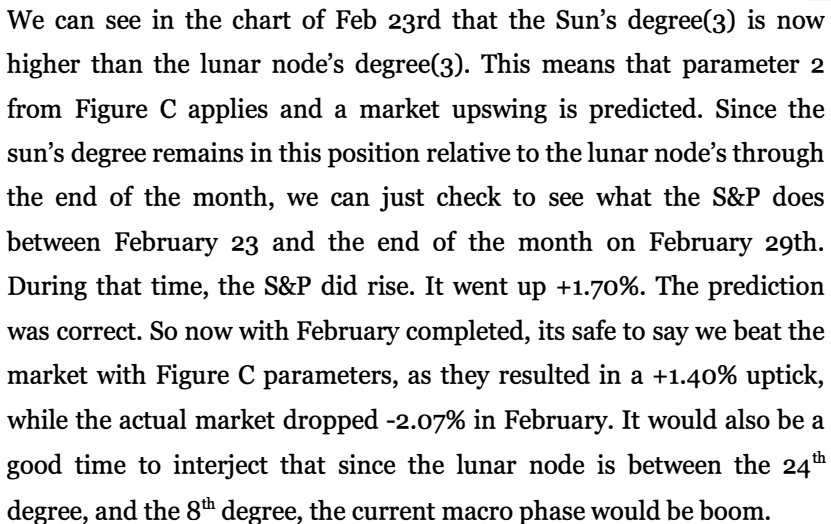 We can see in the chart of Feb 23rd that the Sun’s degree(3) is now
higher than the lunar node’s degree(3). This means that parameter 2
from Figure C applies and a market upswing is predicted. Since the
sun’s degree remains in this position relative to the lunar node’s through
the end of the month, we can just check to see what the S&P does
between February 23 and the end of the month on February 29th.
During that time, the S&P did rise. It went up +1.70%. The prediction
was correct. So now with February completed, its safe to say we beat the
market with Figure C parameters, as they resulted in a +1.40% uptick,
while the actual market dropped -2.07% in February. It would also be a
good time to interject that since the lunar node is between the 24th
degree, and the 8th degree, the current macro phase would be boom.